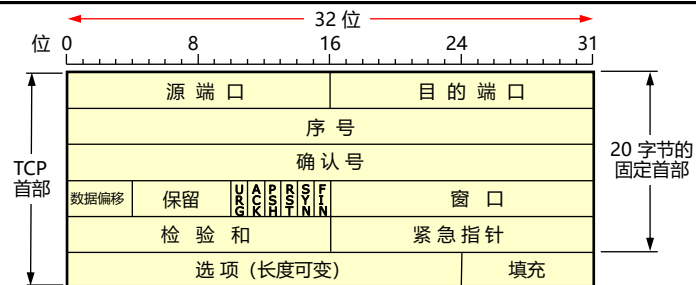 32 位
位 0 8 16 24 31
源 端 口 目 的 端 口
序 号
确 认 号
数据偏移 保留 URG ACK PSH RST SYN FIN 窗 口
检 验 和 紧 急 指 针
选 项 (长度可变) 填充
TCP
首部
20 字节的
固定首部